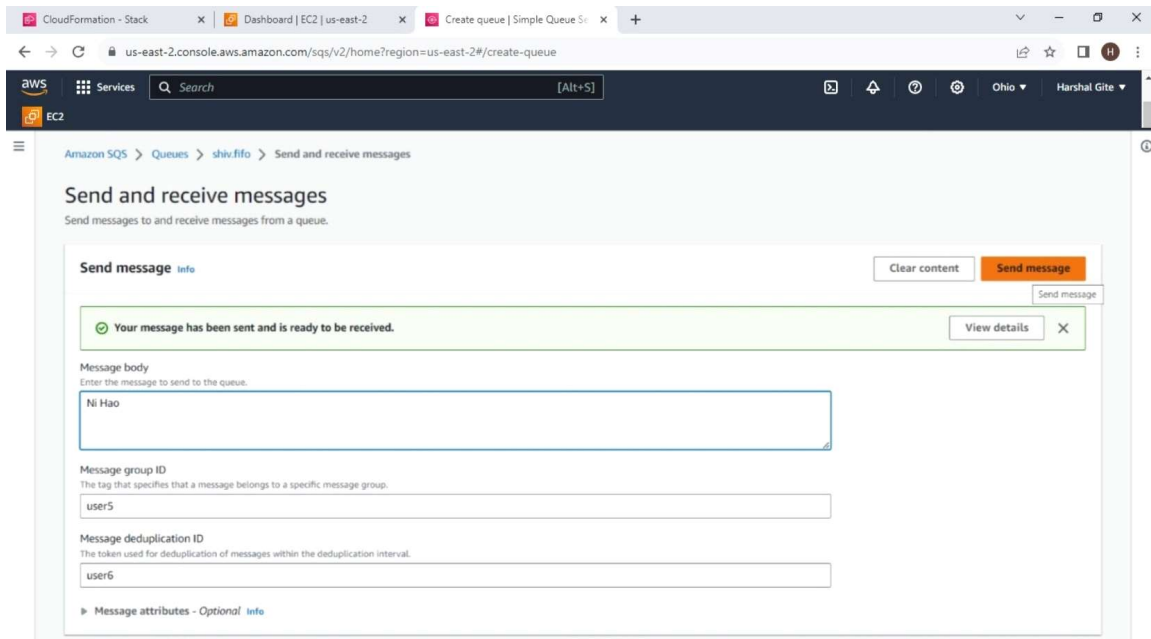 CloudFormation - Stack
Dashboard | EC2 | us-east-2
Create queue | Simple Queue Se
us-east-2.console.aws.amazon.com/sqs/v2/home?region=us-east-2#/create-queue
H
aws
Services
Search
[Alt+S]
Ohio
Harshal Gite
EC2
Amazon SQS > Queues > shiv.fifo > Send and receive messages
Send and receive messages
Send messages to and receive messages from a queue.
Send message Info
Clear content
Send message
Send message
Your message has been sent and is ready to be received.
View details
Message body
Enter the message to send to the queue.
Ni Hao
Message group ID
The tag that specifies that a message belongs to a specific message group.
user5
Message deduplication ID
The token used for deduplication of messages within the deduplication interval.
user6
Message attributes - Optional Info